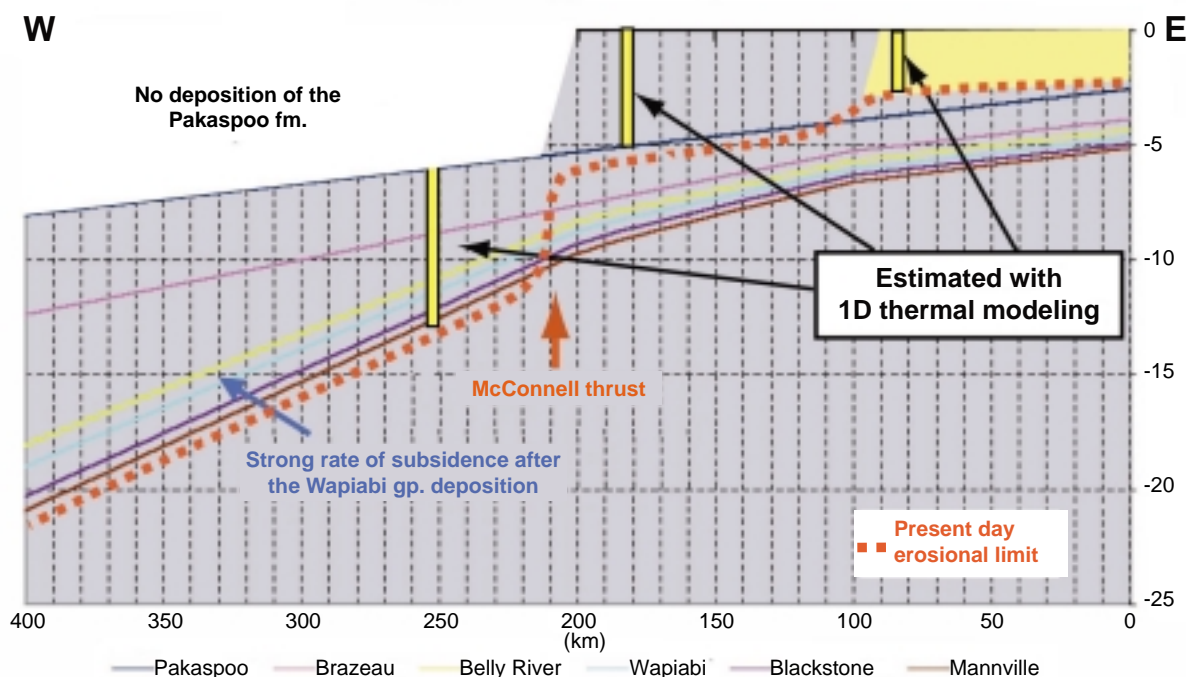 W
E
No deposition of the
Pakaspoo fm.
0
-5
-10
-15
-20
-25
Estimated with
1D thermal modeling
McConnell thrust
Strong rate of subsidence after
the Wapiabi gp. deposition
Present day
erosional limit
400 350 300 250 200 150 100 50 0
(km)
Pakaspoo Brazeau Belly River Wapiabi Blackstone Mannville